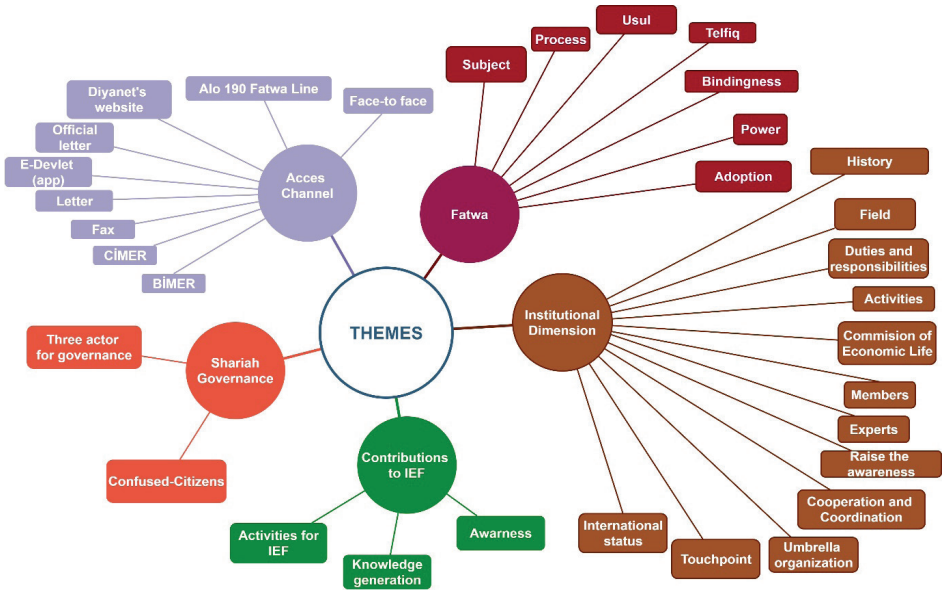 THEMES
Acces
Channel
Diyanet's
website
Alo 190 Fatwa Line
Face-to face
Official
letter
E-Devlet
(app)
Letter
Fax
CİMER
BİMER
Fatwa
Subject
Process
Usul
Telfiq
Bindingness
Power
Adoption
Institutional
Dimension
History
Field
Duties and
responsibilities
Activities
Commision of
Economic Life
Members
Experts
Raise the
awareness
Cooperation and
Coordination
Umbrella
organization
Touchpoint
International
status
Contributions
to IEF
Activities for
IEF
Knowledge
generation
Awarness
Shariah
Governance
Three actor
for governance
Confused-Citizens